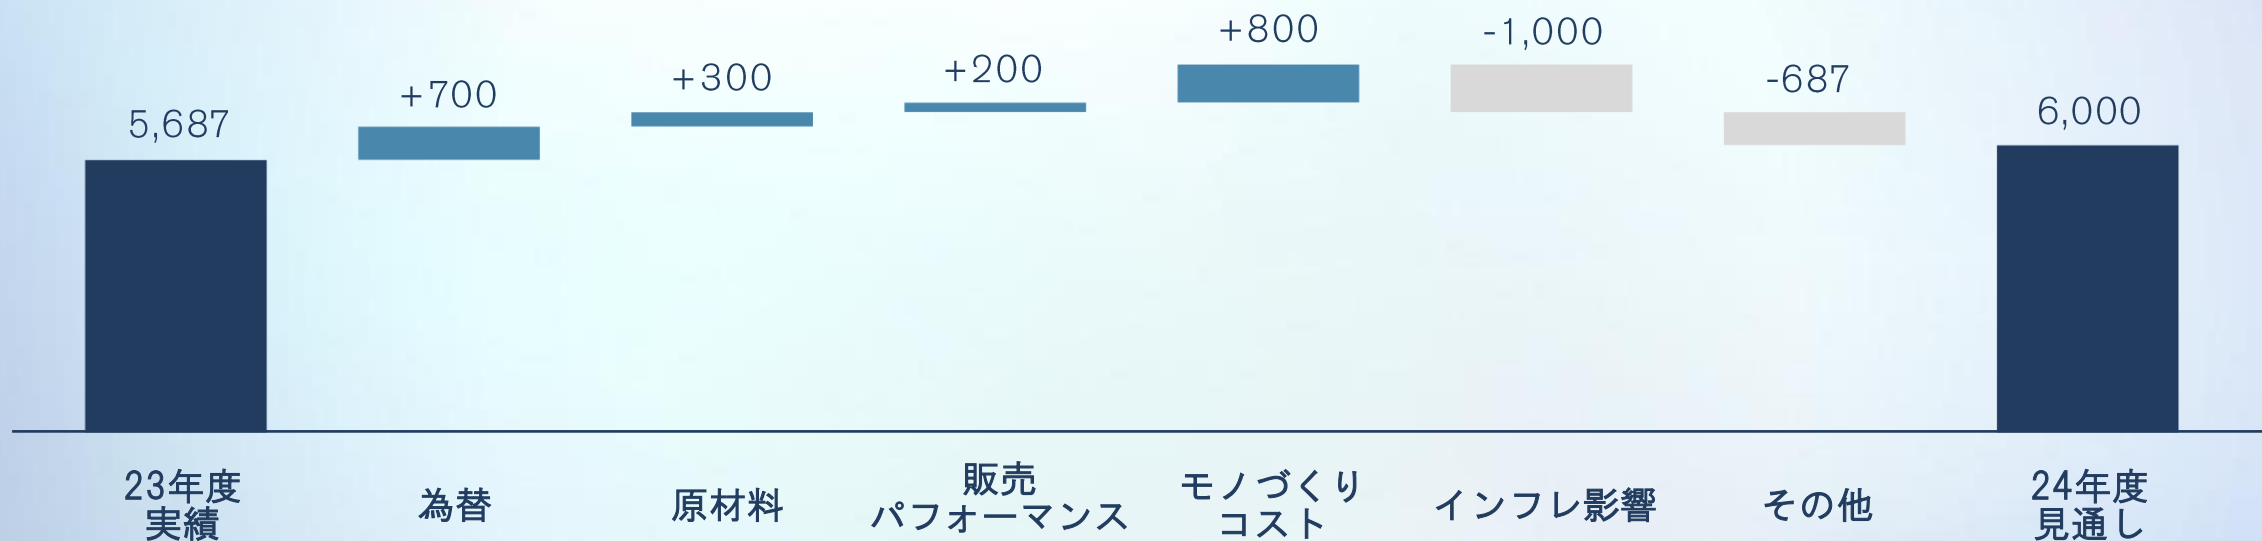 5,687
+700
+300
+200
+800
-1,000
-687
6,000
23年度
実績
為替
原材料
販売
パフォーマンス
モノづくり
コスト
インフレ影響
その他
24年度
見通し